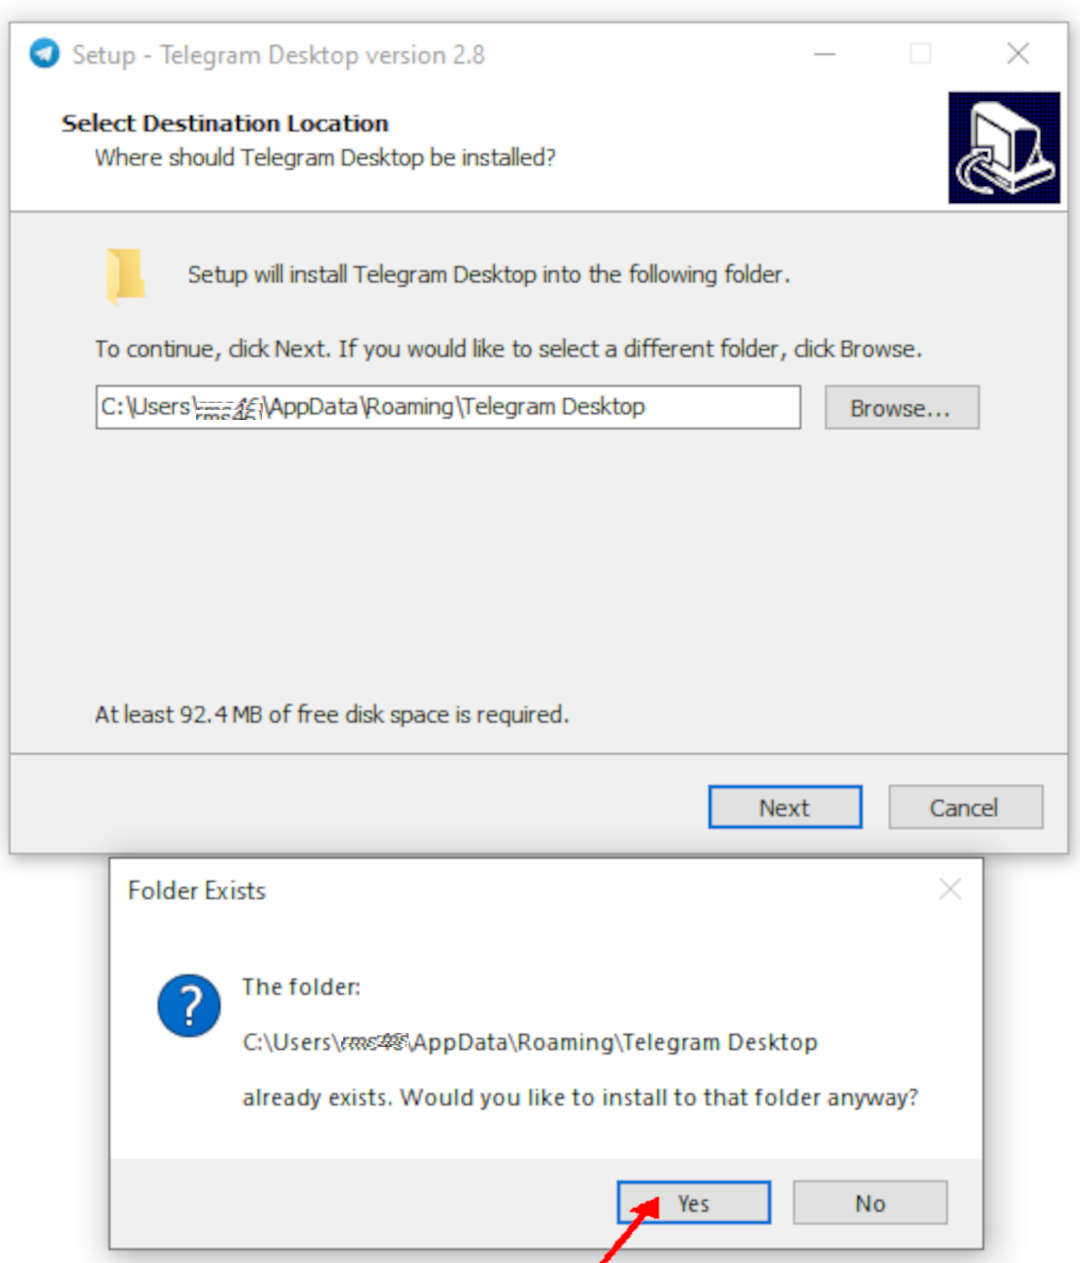 Setup - Telegram Desktop version 2.8
Select Destination Location
Where should Telegram Desktop be installed?
Setup will install Telegram Desktop into the following folder.
To continue, click Next. If you would like to select a different folder, click Browse.
C:\Users\ \AppData\Roaming\Telegram Desktop
Browse...
At least 92.4 MB of free disk space is required.
Next
Cancel
Folder Exists
The folder:
C:\Users\ \AppData\Roaming\Telegram Desktop
already exists. Would you like to install to that folder anyway?
Yes
No